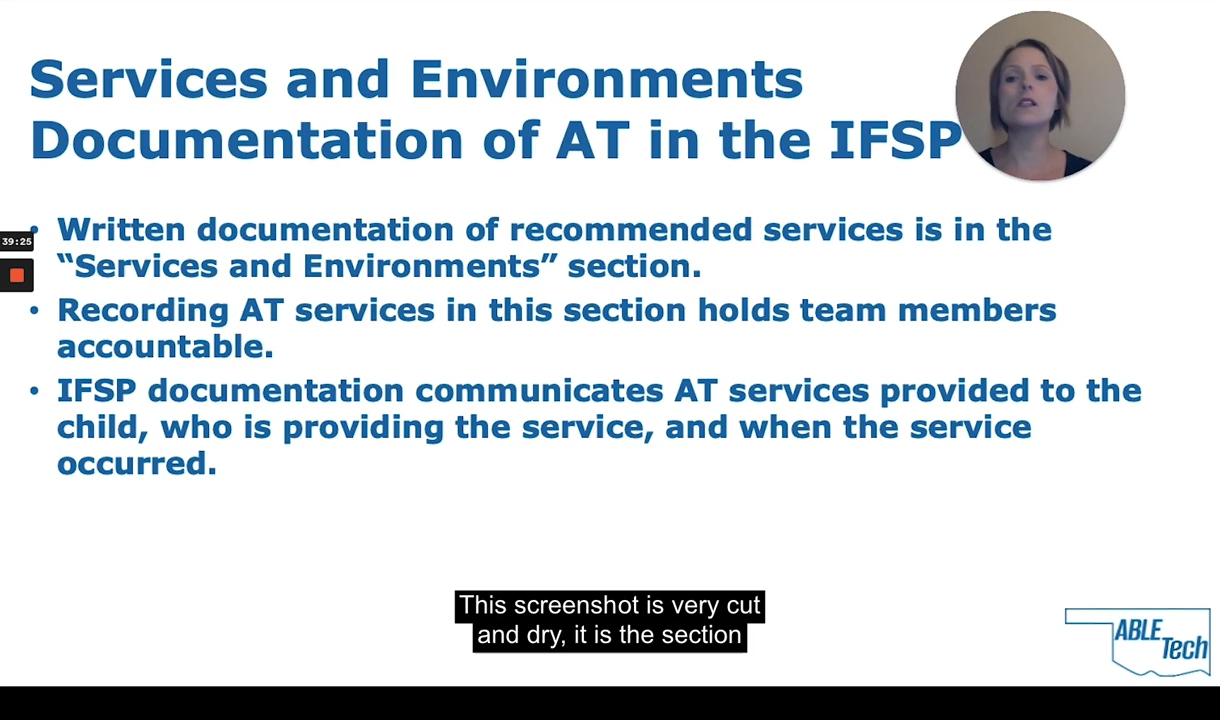 Services and Environments
Documentation of AT in the IFSP
• Written documentation of recommended services is in the
“Services and Environments” section.
39:25
• Recording AT services in this section holds team members
accountable.
• IFSP documentation communicates AT services provided to the
child, who is providing the service, and when the service
occurred.
This screenshot is very cut
and dry, it is the section
ABLE
Tech